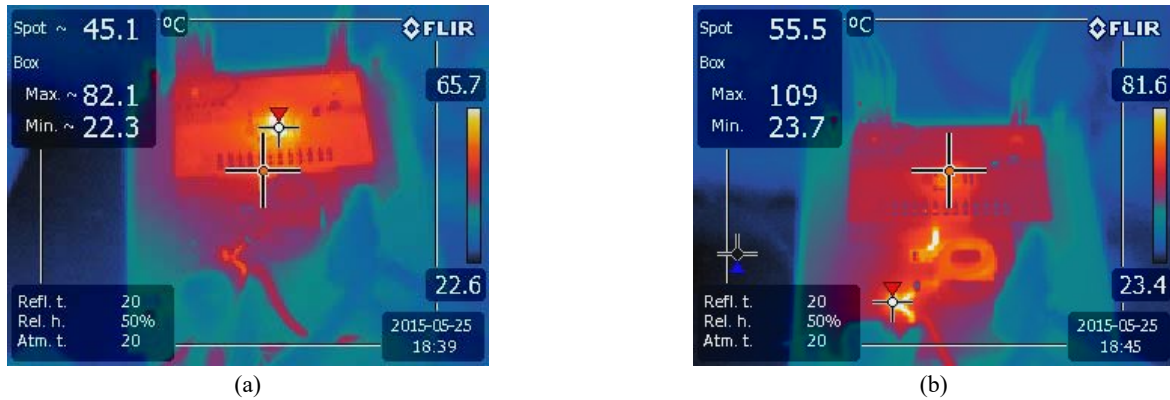 Spot ~ 45.1 °C
FLIR
Box
Max. ~ 82.1
Min. ~ 22.3
65.7
22.6
Refl. t. 20
Rel. h. 50%
Atm. t. 20
2015-05-25
18:39
(a)
Spot 55.5 °C
FLIR
Box
Max. 109
Min. 23.7
81.6
23.4
Refl. t. 20
Rel. h. 50%
Atm. t. 20
2015-05-25
18:45
(b)